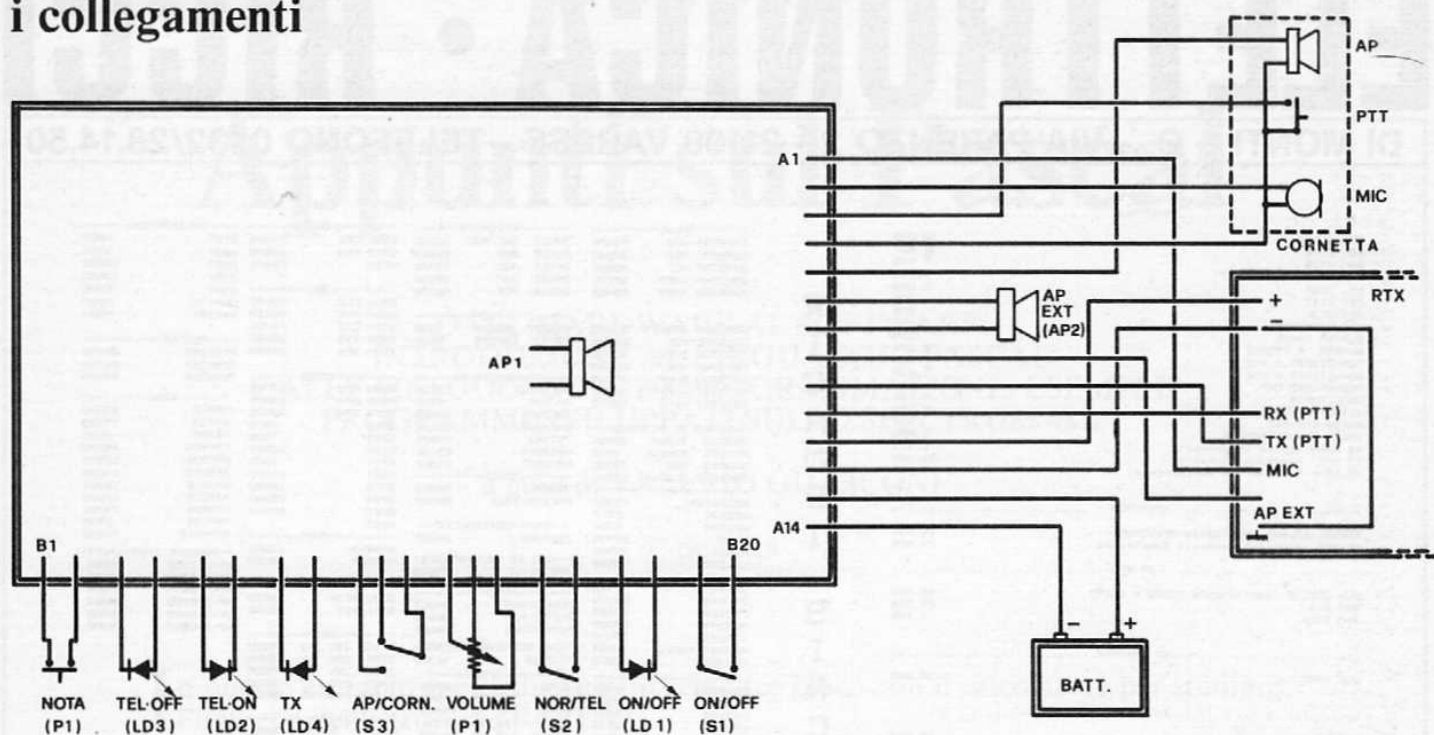 i collegamenti
AP
PTT
MIC
CORNETTA
A1
RTX
+
−
AP
EXT
(AP2)
AP1
RX (PTT)
TX (PTT)
MIC
AP EXT
A14
B1
B20
− +
BATT.
NOTA TEL·OFF TEL·ON TX AP/CORN. VOLUME NOR/TEL ON/OFF ON/OFF
(P1) (LD3) (LD2) (LD4) (S3) (P1) (S2) (LD1) (S1)